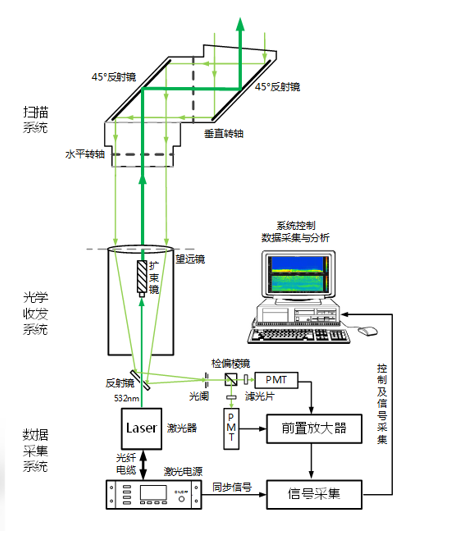 45°反射镜
45°反射镜
扫描
系统
垂直转轴
水平转轴
系统控制
数据采集与分析
望远镜
扩
束
镜
光学
收发
系统
检偏棱镜
反射镜
532nm
光阑
滤光片
PMT
控制及信号采集
P
M
T
前置放大器
Laser
激光器
数据
采集
系统
光纤
电缆
激光电源
同步信号
信号采集